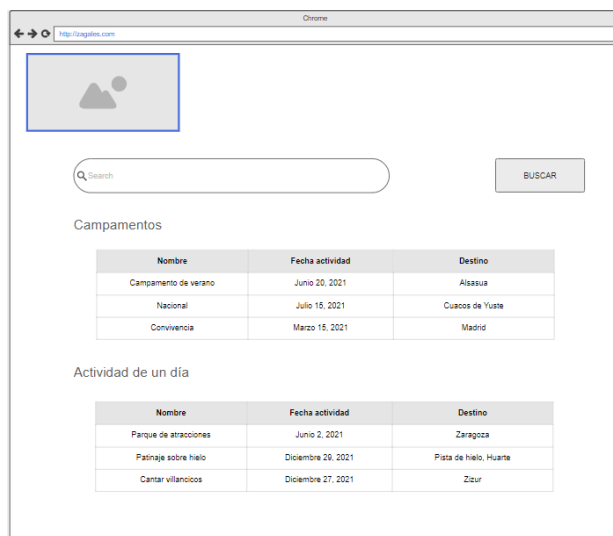 Chrome
http://zagales.com
Search
BUSCAR
Campamentos
Nombre Fecha actividad Destino
Campamento de verano Junio 20, 2021 Alsasua
Nacional Julio 15, 2021 Cuacos de Yuste
Convivencia Marzo 15, 2021 Madrid
Actividad de un día
Nombre Fecha actividad Destino
Parque de atracciones Junio 2, 2021 Zaragoza
Patinaje sobre hielo Diciembre 29, 2021 Pista de hielo, Huarte
Cantar villancicos Diciembre 27, 2021 Zizur